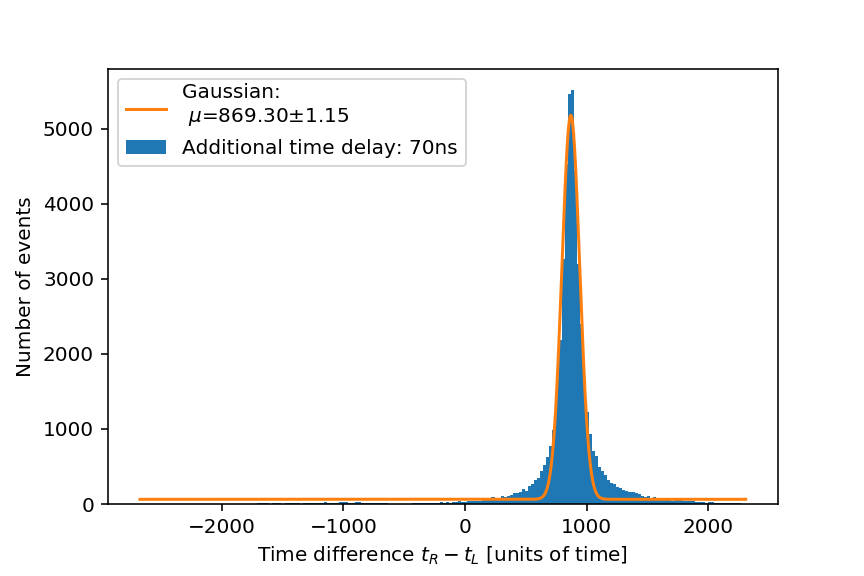 Gaussian:
μ=869.30±1.15
Additional time delay: 70ns
Number of events
5000
4000
3000
2000
1000
0
−2000 −1000 0 1000 2000
Time difference t_R − t_L [units of time]